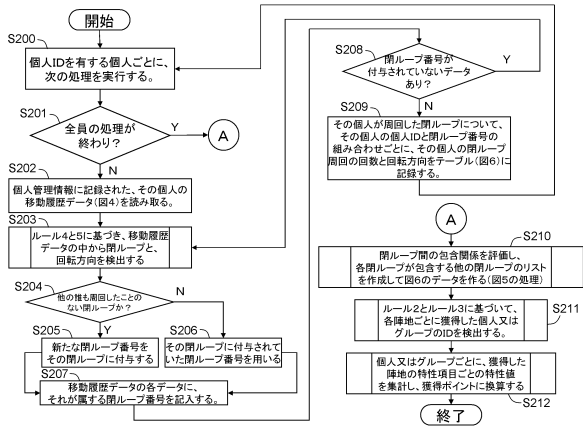 開始
S200
個人IDを有する個人ごとに、
次の処理を実行する。
S201
全員の処理が
終わり？
Y
A
N
S202
個人管理情報に記録された、その個人の
移動履歴データ(図4)を読み取る。
S203
ルール4と5に基づき、移動履歴
データの中から閉ループと、
回転方向を検出する
S204
他の誰も周回したことの
ない閉ループか？
N
Y
S205
新たな閉ループ番号を
その閉ループに付与する
S206
その閉ループに付与されて
いた閉ループ番号を用いる
S207
移動履歴データの各データに、
それが属する閉ループ番号を記入する。
S208
閉ループ番号が
付与されていないデータ
あり？
Y
N
S209
その個人が周回した閉ループについて、
その個人の個人IDと閉ループ番号の
組み合わせごとに、その個人の閉ループ
周回の回数と回転方向をテーブル(図6)に
記録する。
A
S210
閉ループ間の包含関係を評価し、
各閉ループが包含する他の閉ループのリスト
を作成して図6のデータを作る(図5の処理)
S211
ルール2とルール3に基づいて、
各陣地ごとに獲得した個人又は
グループのIDを検出する。
個人又はグループごとに、獲得した
陣地の特性項目ごとの特性値
を集計し、獲得ポイントに換算する
S212
終了